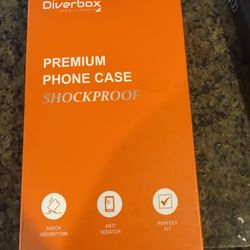 Diverbox
PREMIUM
PHONE CASE
SHOCKPROOF
SHOCK
ABSORPTION
ANTI
SCRATCH
PERFECT
FIT